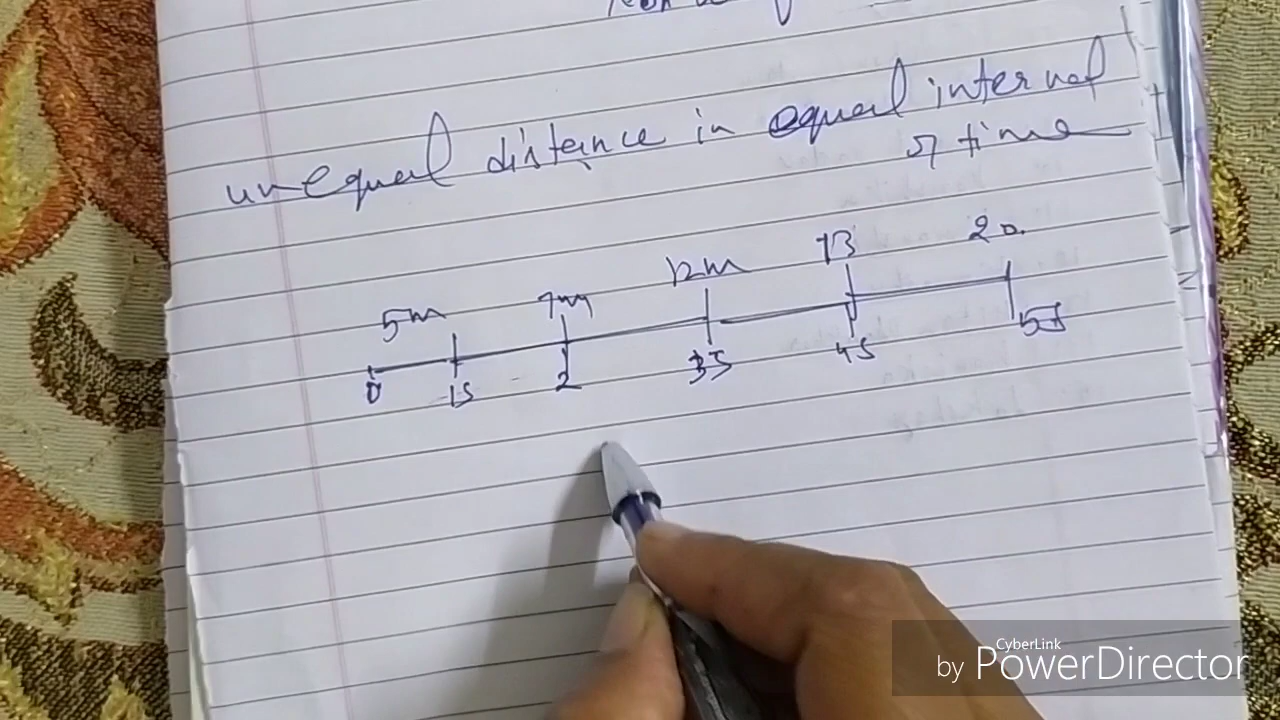 unequal distance in equal internal
of time
5m 7m 12m 13 20
0 1s 2 3s 4s 5s
CyberLink
by PowerDirector